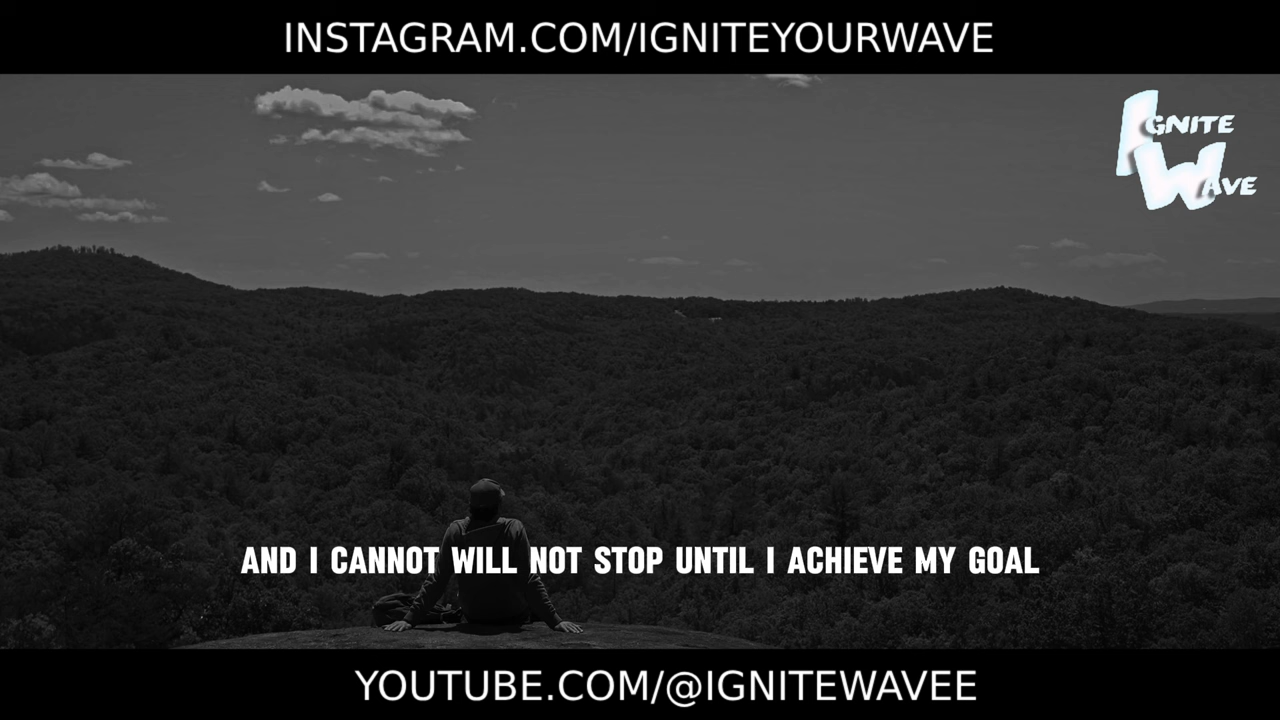 INSTAGRAM.COM/IGNITEYOURWAVE
IGNITE
WAVE
AND I CANNOT WILL NOT STOP UNTIL I ACHIEVE MY GOAL
YOUTUBE.COM/@IGNITEWAVEE